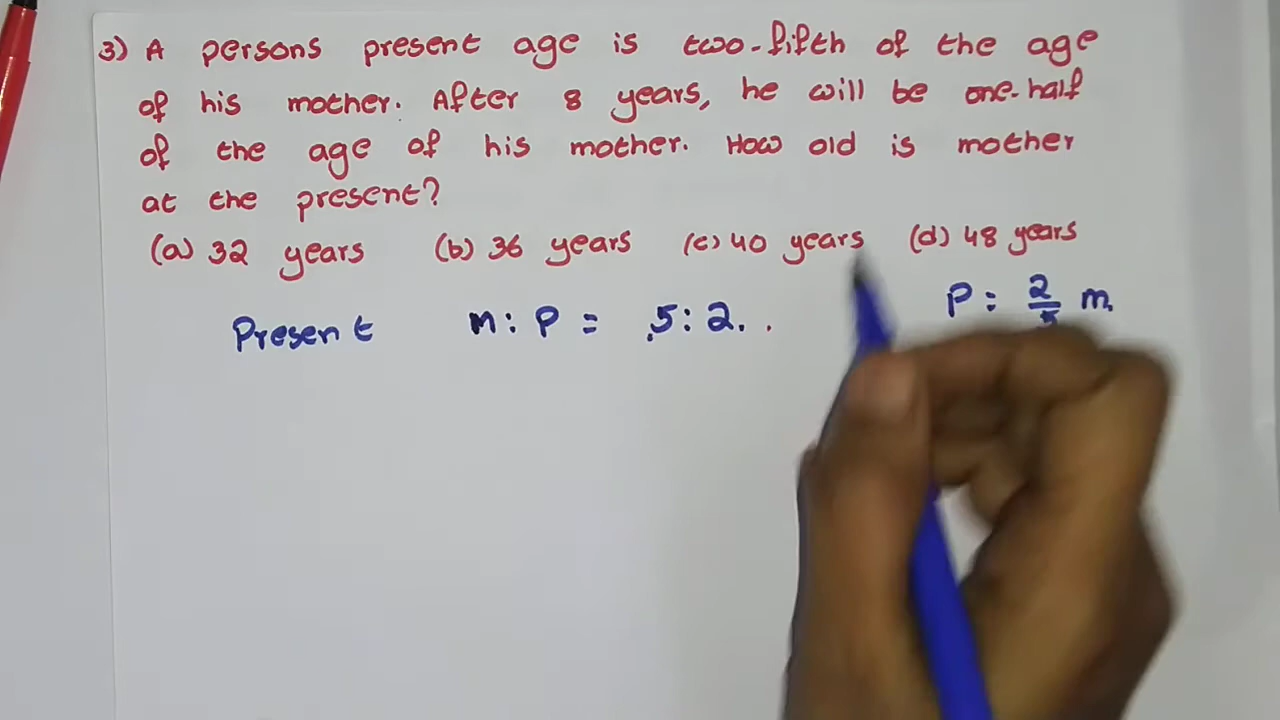 3) A persons present age is two-fifth of the age
of his mother. After 8 years, he will be one-half
of the age of his mother. How old is mother
at the present?
(a) 32 years (b) 36 years (c) 40 years (d) 48 years
Present m : P = 5 : 2. P = 2/5 m